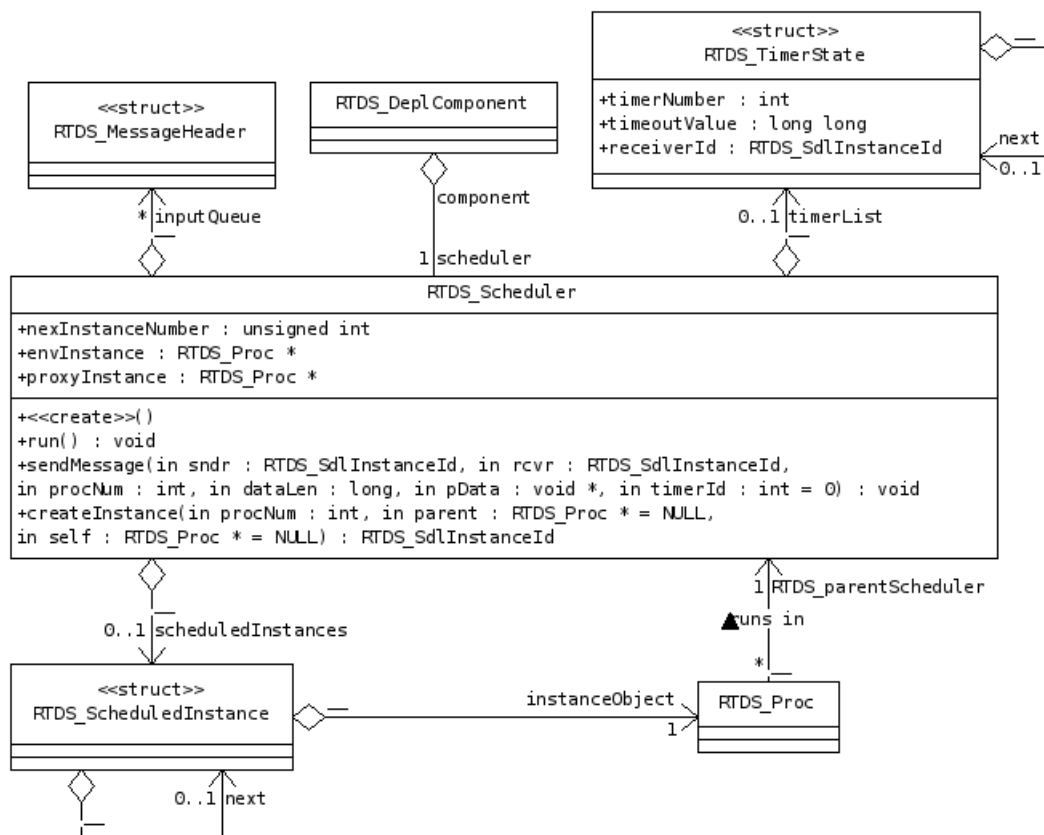 <<struct>>
RTDS_TimerState
+timerNumber : int
+timeoutValue : long long
+receiverId : RTDS_SdlInstanceId
next
0..1
<<struct>>
RTDS_MessageHeader
RTDS_DeplComponent
component
* inputQueue
0..1 timerList
1 scheduler
RTDS_Scheduler
+nexInstanceNumber : unsigned int
+envInstance : RTDS_Proc *
+proxyInstance : RTDS_Proc *
+<<create>>()
+run() : void
+sendMessage(in sndr : RTDS_SdlInstanceId, in rcvr : RTDS_SdlInstanceId,
in procNum : int, in dataLen : long, in pData : void *, in timerId : int = 0) : void
+createInstance(in procNum : int, in parent : RTDS_Proc * = NULL,
in self : RTDS_Proc * = NULL) : RTDS_SdlInstanceId
1 RTDS_parentScheduler
runs in
*
0..1 scheduledInstances
<<struct>>
RTDS_ScheduledInstance
instanceObject
1
RTDS_Proc
0..1 next